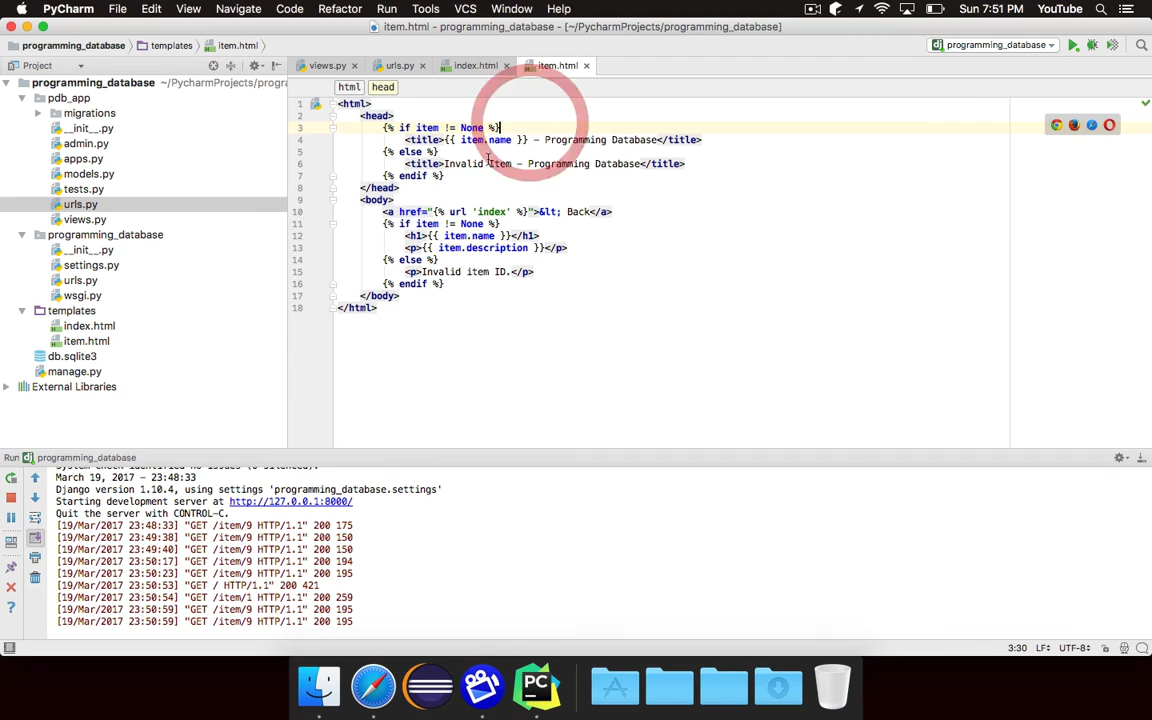 PyCharm File Edit View Navigate Code Refactor Run Tools VCS Window Help Sun 7:51 PM YouTube
item.html - programming_database - [~/PycharmProjects/programming_database]
programming_database templates item.html programming_database
Project views.py urls.py index.html item.html
programming_database ~/PycharmProjects/progra
pdb_app
migrations
__init__.py
admin.py
apps.py
models.py
tests.py
urls.py
views.py
programming_database
__init__.py
settings.py
urls.py
wsgi.py
templates
index.html
item.html
db.sqlite3
manage.py
External Libraries
html head
1 <html>
2 <head>
3 {% if item != None %}
4 <title>{{ item.name }} - Programming Database</title>
5 {% else %}
6 <title>Invalid Item - Programming Database</title>
7 {% endif %}
8 </head>
9 <body>
10 <a href="{% url 'index' %}">&lt; Back</a>
11 {% if item != None %}
12 <h1>{{ item.name }}</h1>
13 <p>{{ item.description }}</p>
14 {% else %}
15 <p>Invalid item ID.</p>
16 {% endif %}
17 </body>
18 </html>
Run programming_database
System check identified no issues (0 silenced).
March 19, 2017 - 23:48:33
Django version 1.10.4, using settings 'programming_database.settings'
Starting development server at http://127.0.0.1:8000/
Quit the server with CONTROL-C.
[19/Mar/2017 23:48:33] "GET /item/9 HTTP/1.1" 200 175
[19/Mar/2017 23:49:38] "GET /item/9 HTTP/1.1" 200 150
[19/Mar/2017 23:49:40] "GET /item/9 HTTP/1.1" 200 150
[19/Mar/2017 23:50:17] "GET /item/9 HTTP/1.1" 200 194
[19/Mar/2017 23:50:23] "GET /item/9 HTTP/1.1" 200 195
[19/Mar/2017 23:50:53] "GET / HTTP/1.1" 200 421
[19/Mar/2017 23:50:54] "GET /item/1 HTTP/1.1" 200 259
[19/Mar/2017 23:50:59] "GET /item/9 HTTP/1.1" 200 195
[19/Mar/2017 23:50:59] "GET /item/9 HTTP/1.1" 200 195
3:30 LF UTF-8
PC